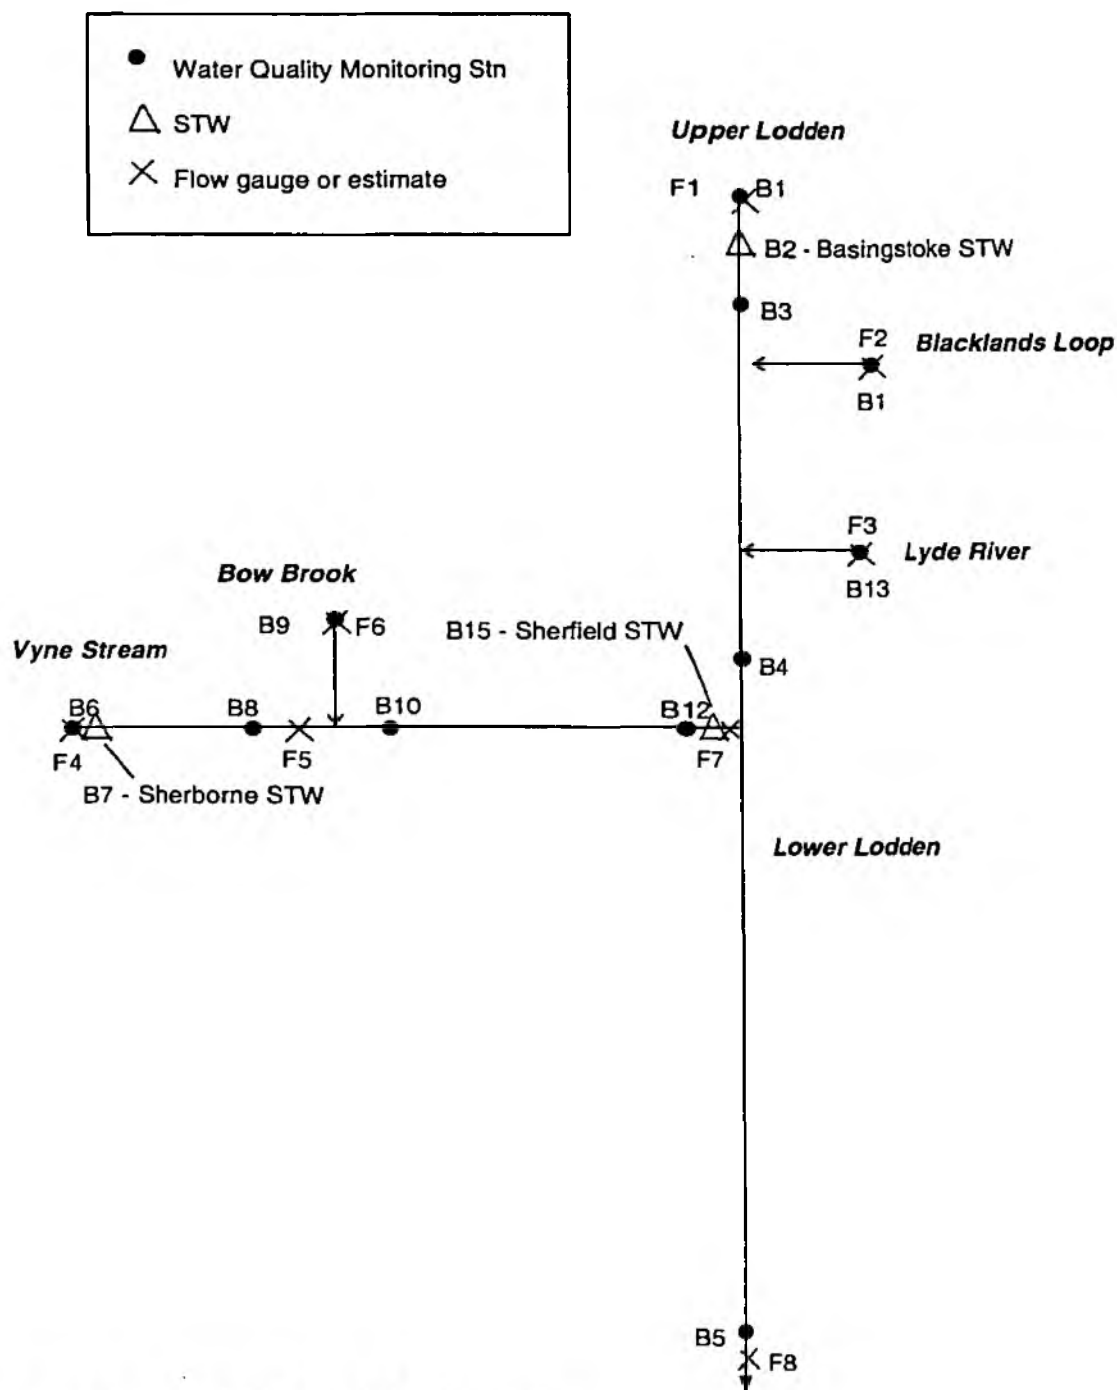 Water Quality Monitoring Stn
STW
Flow gauge or estimate
Upper Lodden
F1 B1
B2 - Basingstoke STW
B3
F2
Blacklands Loop
B1
F3
Lyde River
B13
Bow Brook
B9 F6
B15 - Sherfield STW
Vyne Stream
B4
B6 B8 B10 B12
F4 F5 F7
B7 - Sherborne STW
Lower Lodden
B5
F8